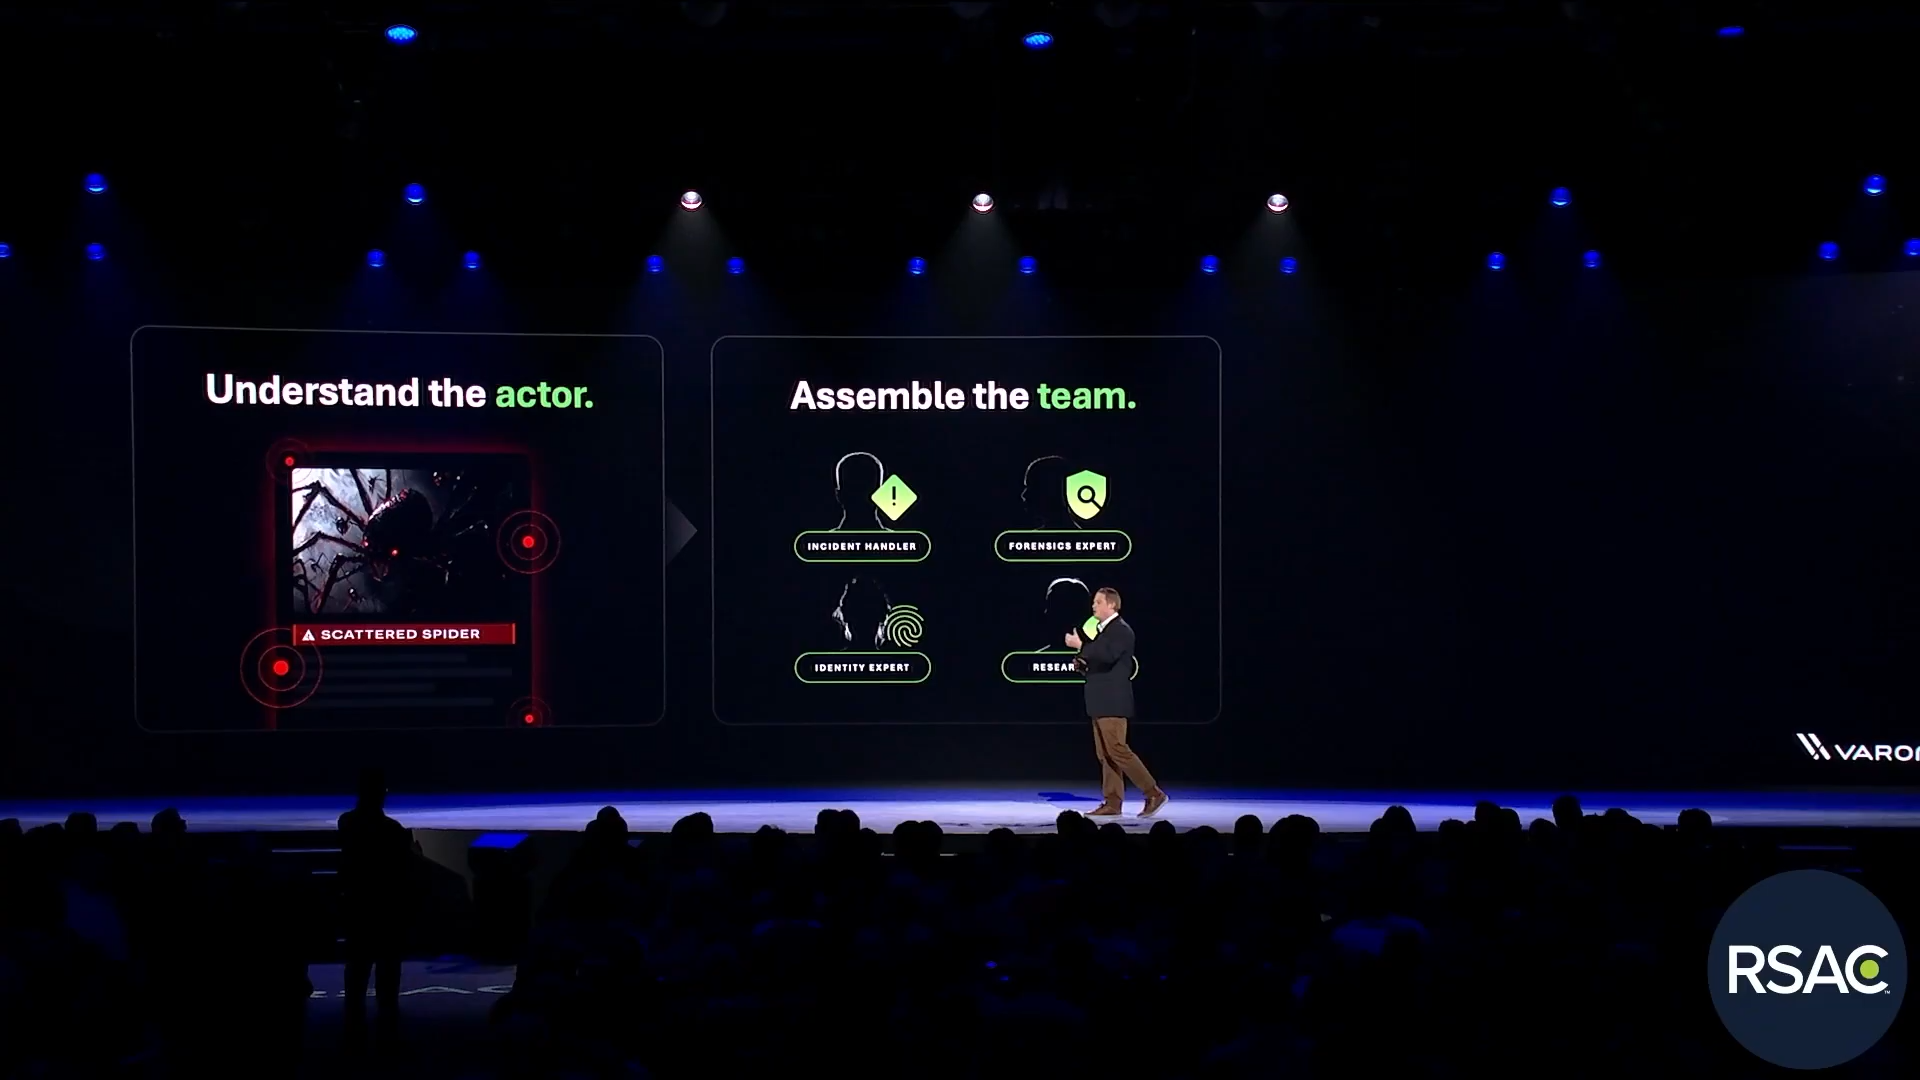 Understand the actor.
SCATTERED SPIDER
Assemble the team.
INCIDENT HANDLER
FORENSICS EXPERT
IDENTITY EXPERT
RSAC